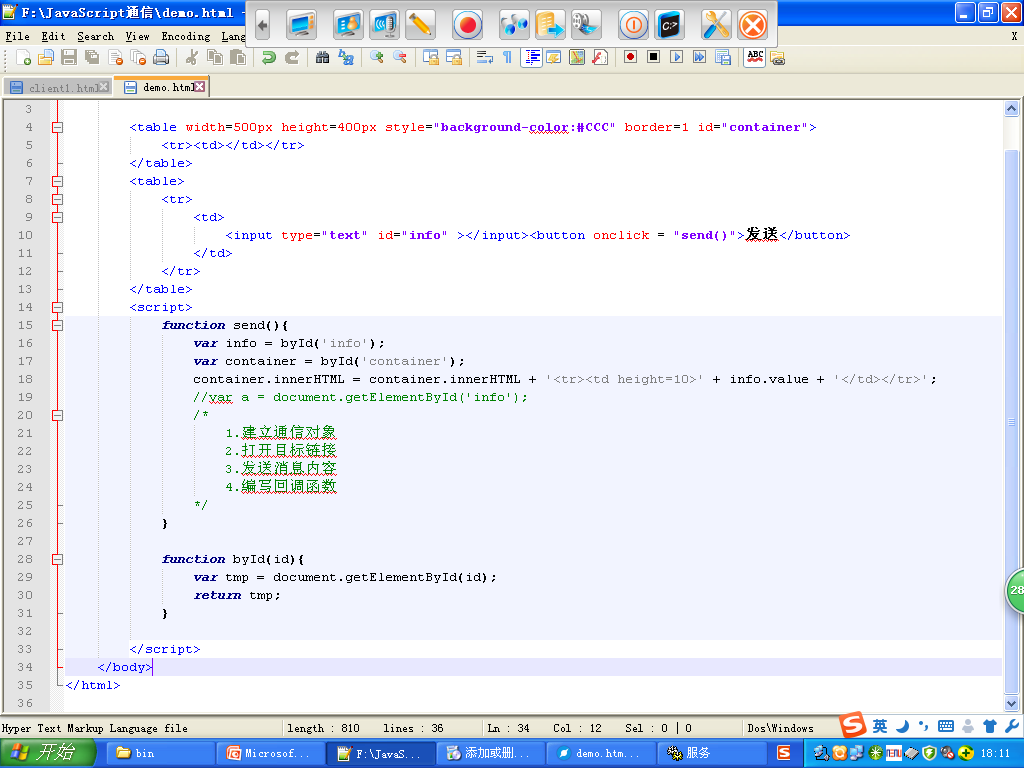 F:\JavaScript通信\demo.html -
File Edit Search View Encoding Lang
X
client1.html demo.html
3
4 <table width=500px height=400px style="background-color:#CCC" border=1 id="container">
5 <tr><td></td></tr>
6 </table>
7 <table>
8 <tr>
9 <td>
10 <input type="text" id="info" ></input><button onclick = "send()">发送</button>
11 </td>
12 </tr>
13 </table>
14 <script>
15 function send(){
16 var info = byId('info');
17 var container = byId('container');
18 container.innerHTML = container.innerHTML + '<tr><td height=10>' + info.value + '</td></tr>';
19 //var a = document.getElementById('info');
20 /*
21 1.建立通信对象
22 2.打开目标链接
23 3.发送消息内容
24 4.编写回调函数
25 */
26 }
27
28 function byId(id){
29 var tmp = document.getElementById(id);
30 return tmp;
31 }
32
33 </script>
34 </body>
35 </html>
36
28
Hyper Text Markup Language file length : 810 lines : 36 Ln : 34 Col : 12 Sel : 0 | 0 Dos\Windows
英
开始 bin Microsof... F:\JavaS... 添加或删... demo.htm... 服务 18:11